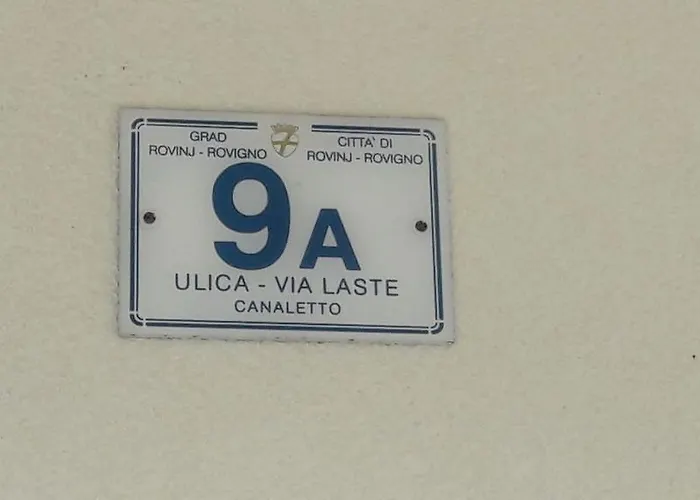 GRAD
ROVINJ - ROVIGNO
CITTA' DI
ROVINJ - ROVIGNO
9A
ULICA - VIA LASTE
CANALETTO